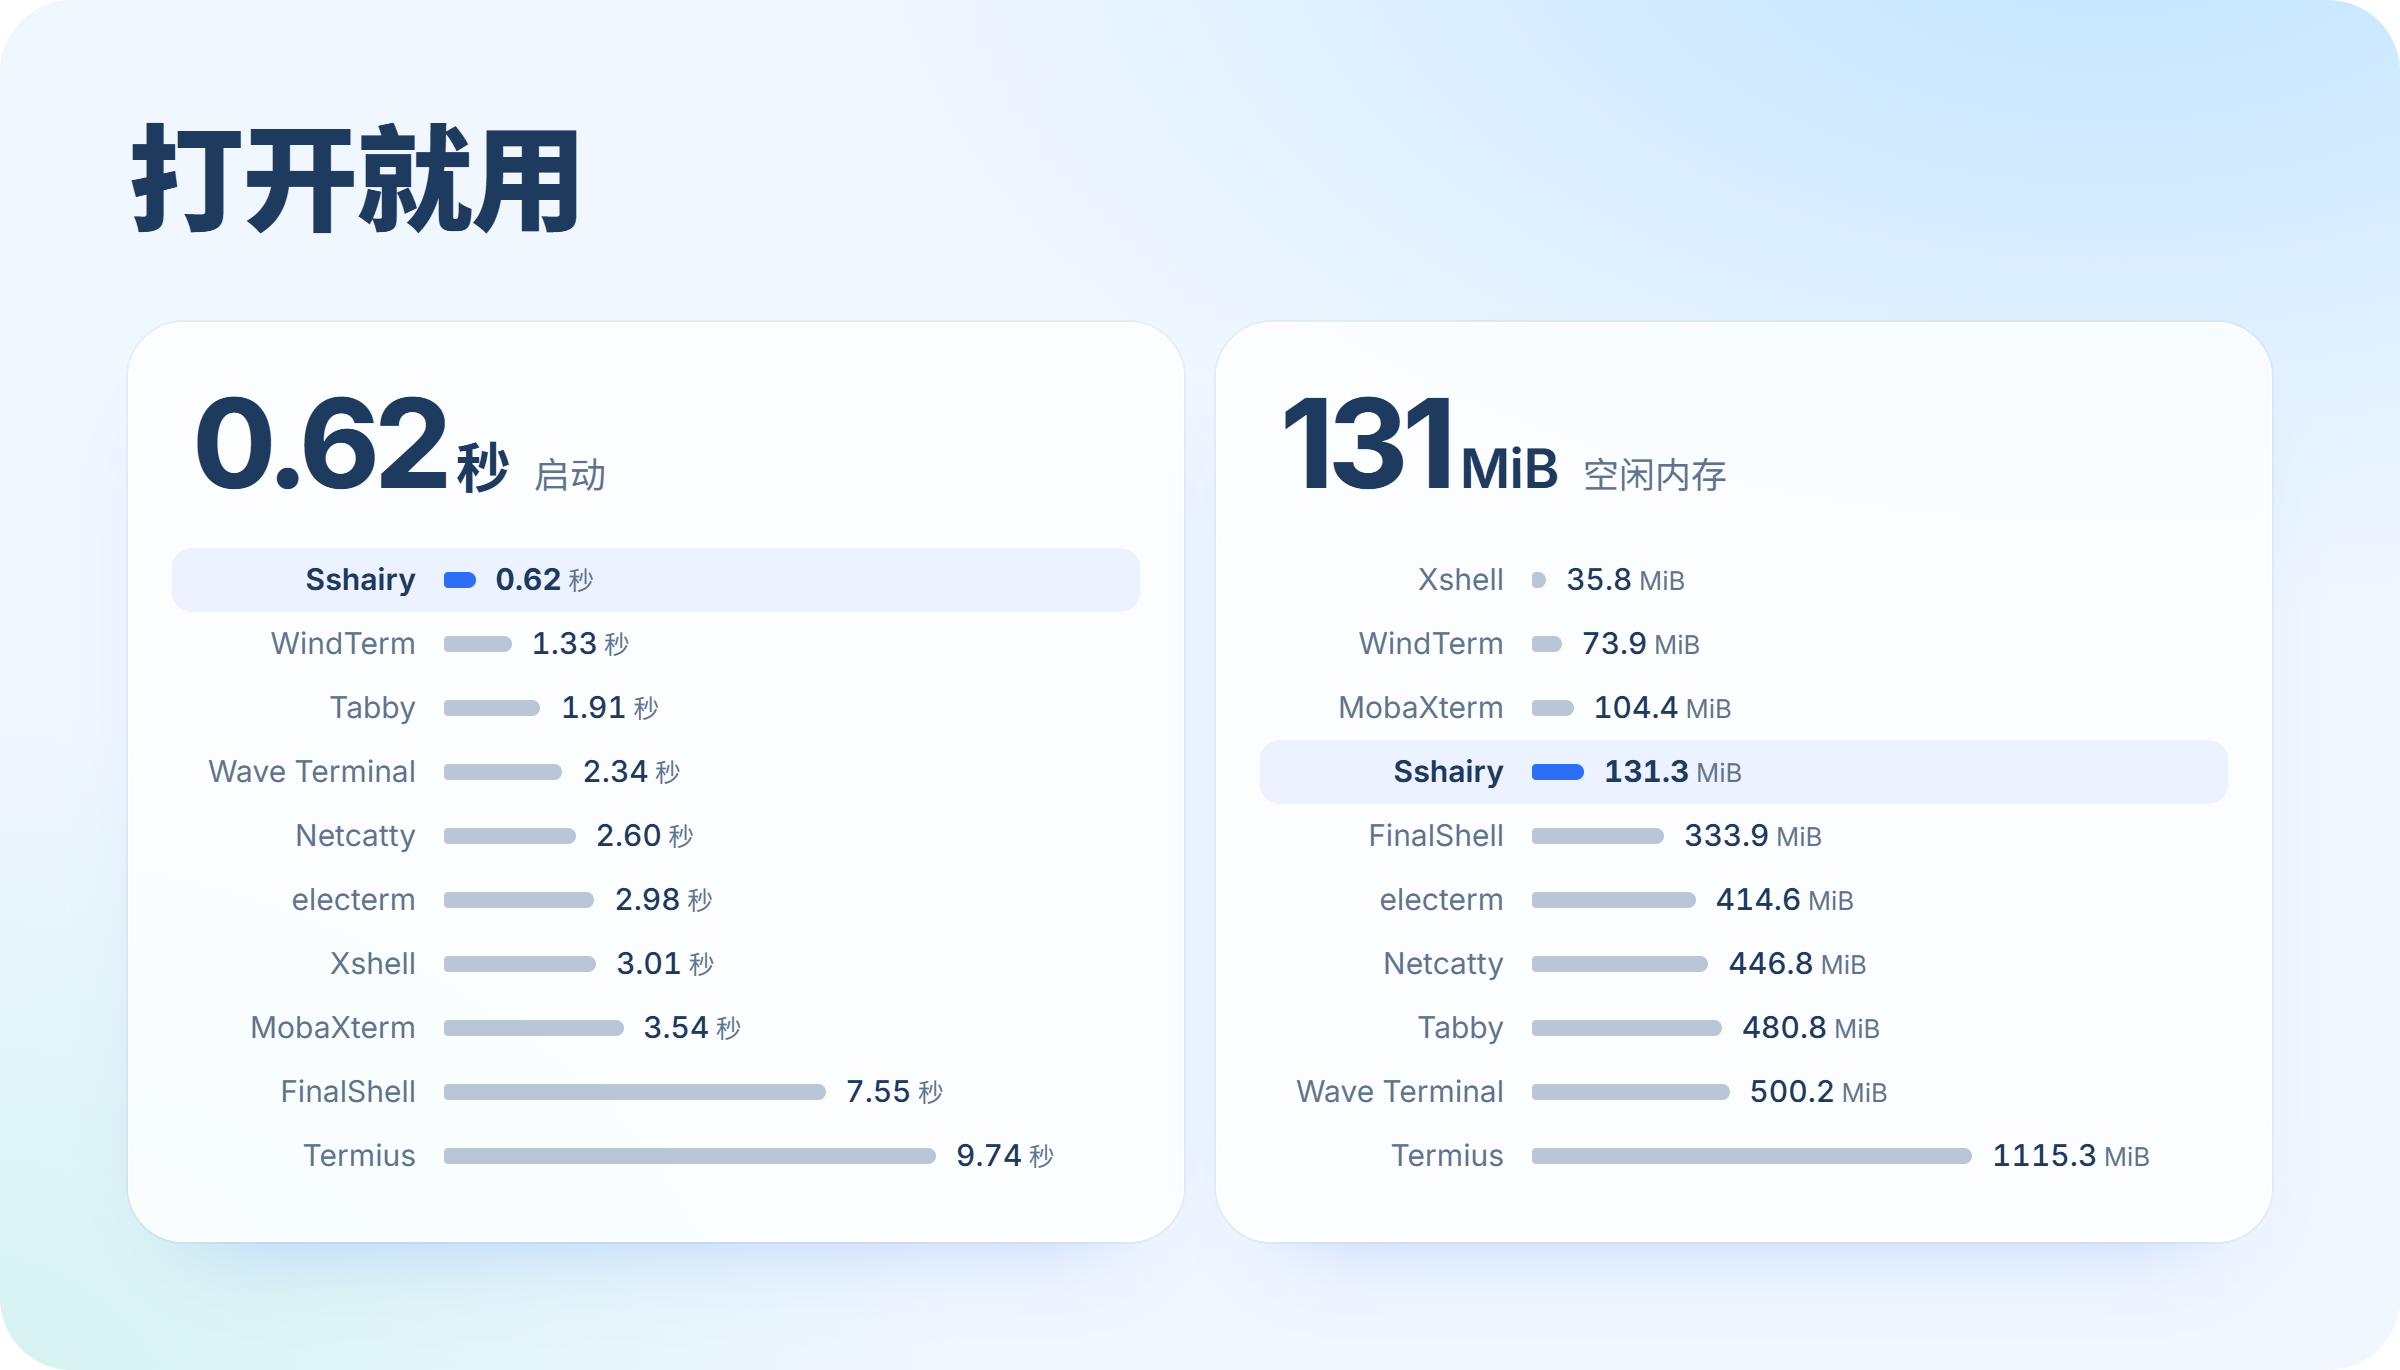 打开就用
0.62秒 启动
Sshairy 0.62 秒
WindTerm 1.33 秒
Tabby 1.91 秒
Wave Terminal 2.34 秒
Netcatty 2.60 秒
electerm 2.98 秒
Xshell 3.01 秒
MobaXterm 3.54 秒
FinalShell 7.55 秒
Termius 9.74 秒
131MiB 空闲内存
Xshell 35.8 MiB
WindTerm 73.9 MiB
MobaXterm 104.4 MiB
Sshairy 131.3 MiB
FinalShell 333.9 MiB
electerm 414.6 MiB
Netcatty 446.8 MiB
Tabby 480.8 MiB
Wave Terminal 500.2 MiB
Termius 1115.3 MiB